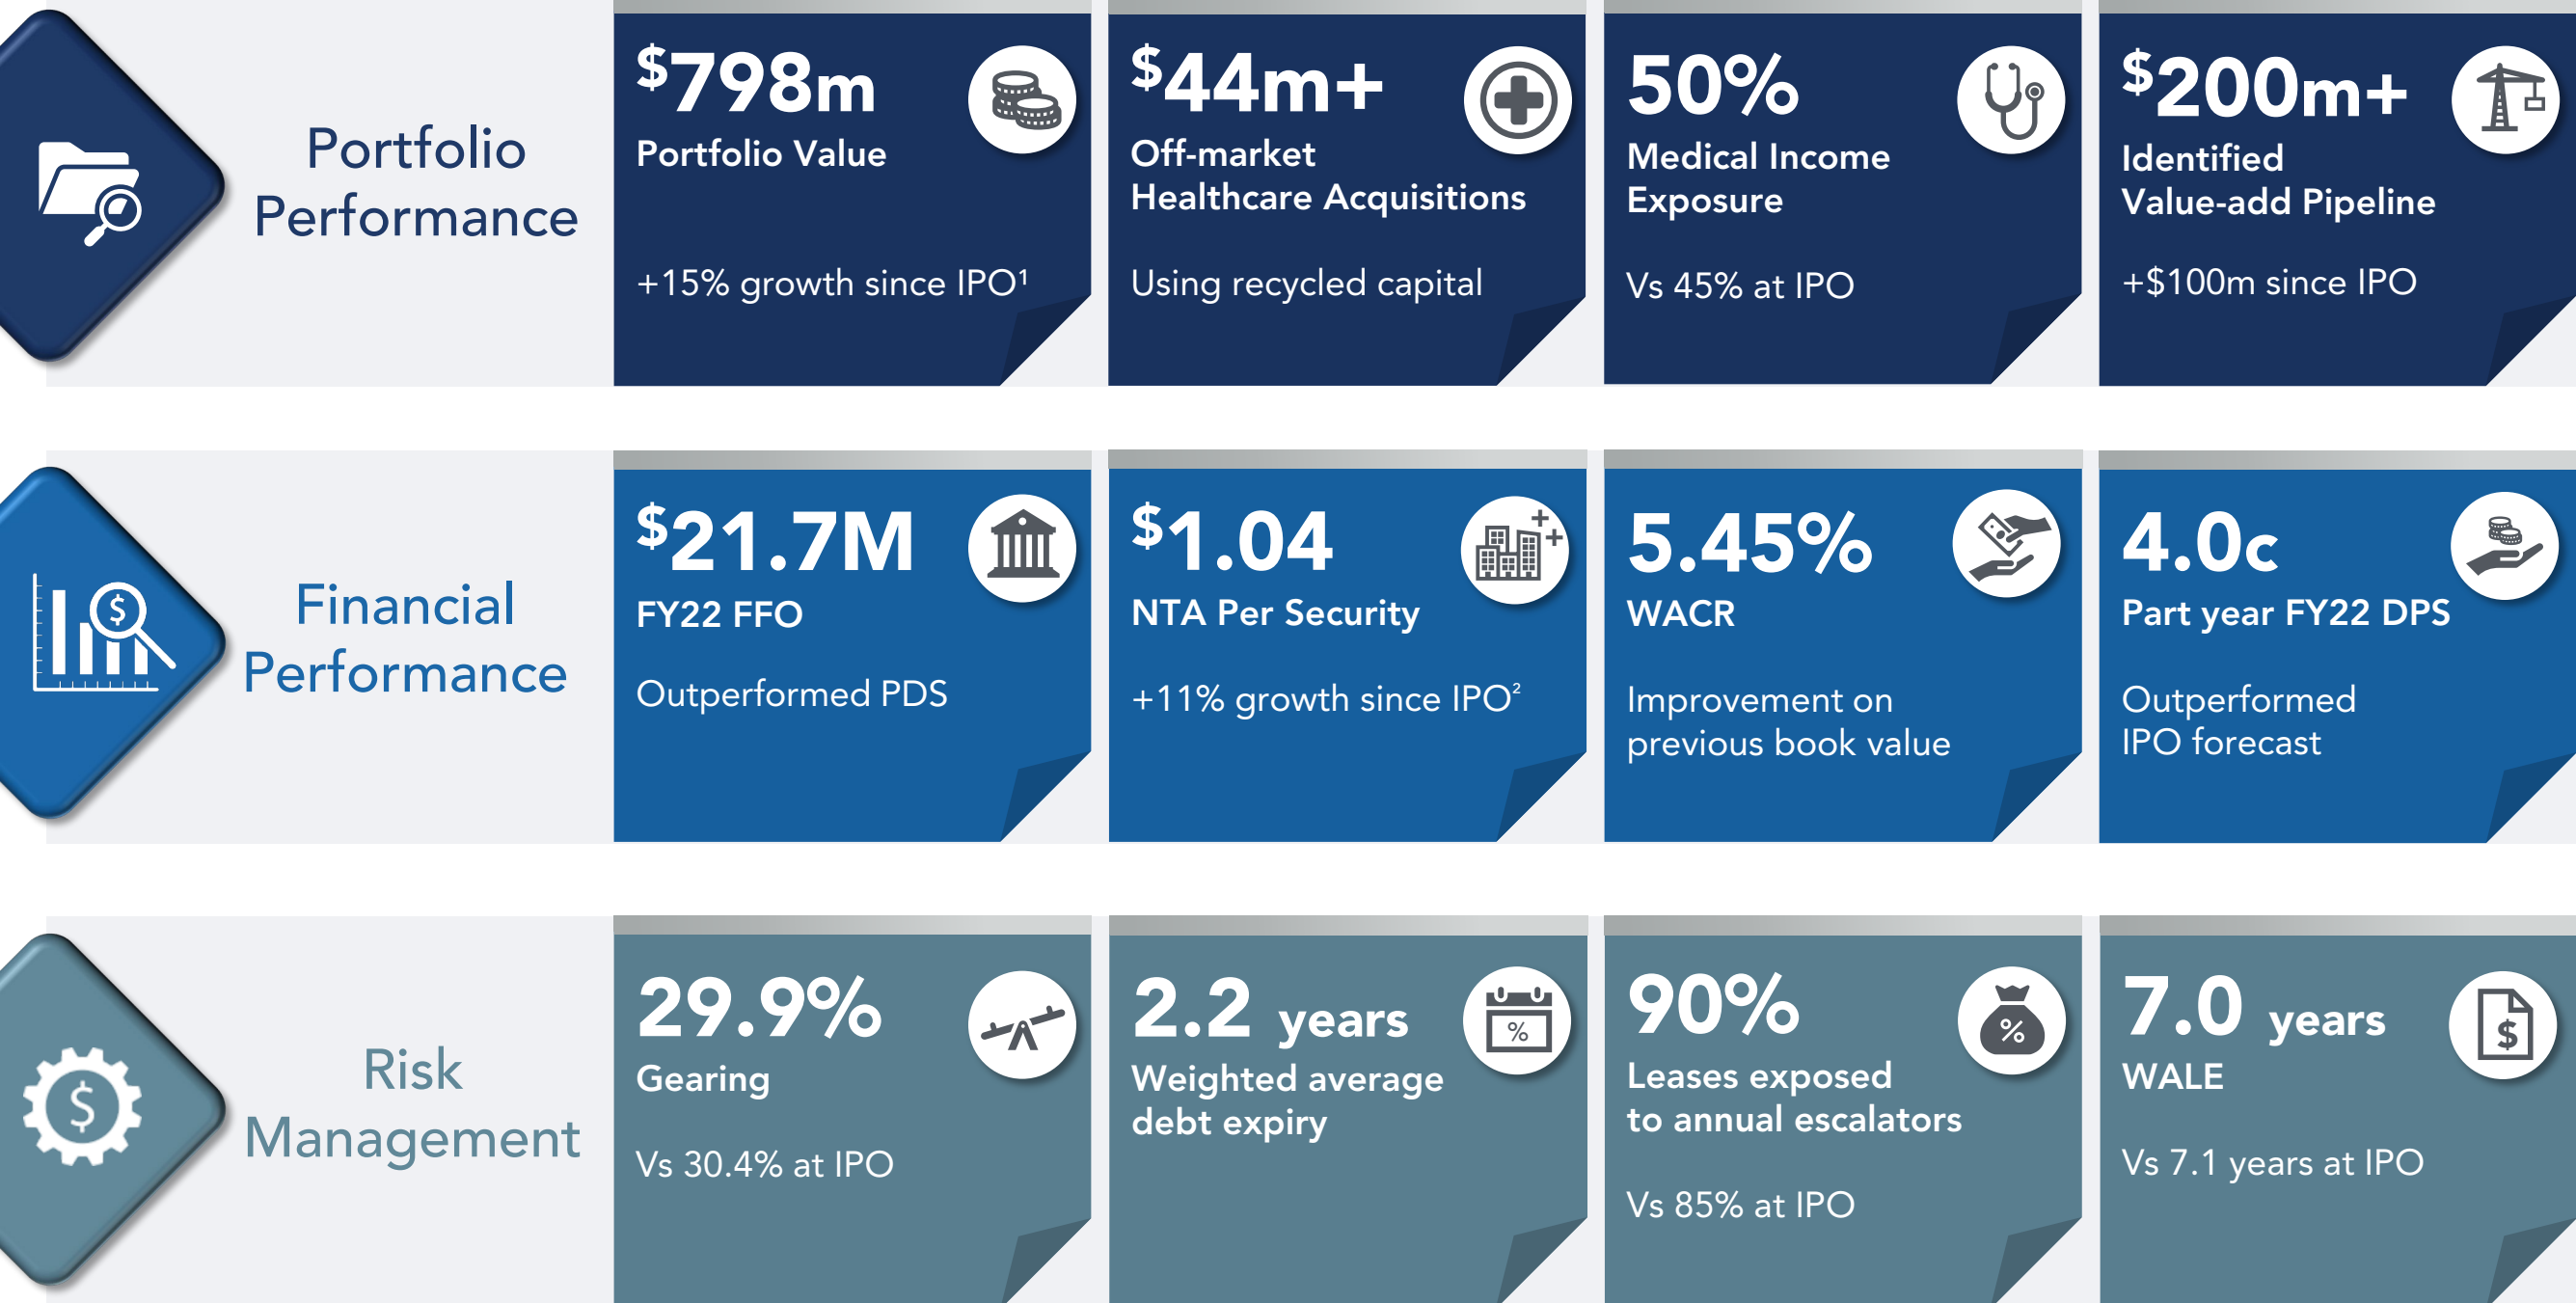 Portfolio
Performance
$798m
Portfolio Value
+15% growth since IPO¹
$44m+
Off-market
Healthcare Acquisitions
Using recycled capital
50%
Medical Income
Exposure
Vs 45% at IPO
$200m+
Identified
Value-add Pipeline
+$100m since IPO
$
Financial
Performance
$21.7M
FY22 FFO
Outperformed PDS
$1.04
NTA Per Security
+11% growth since IPO²
5.45%
WACR
Improvement on
previous book value
4.0c
Part year FY22 DPS
Outperformed
IPO forecast
$
Risk
Management
29.9%
Gearing
Vs 30.4% at IPO
2.2 years
%
Weighted average
debt expiry
90%
%
Leases exposed
to annual escalators
Vs 85% at IPO
7.0 years
$
WALE
Vs 7.1 years at IPO